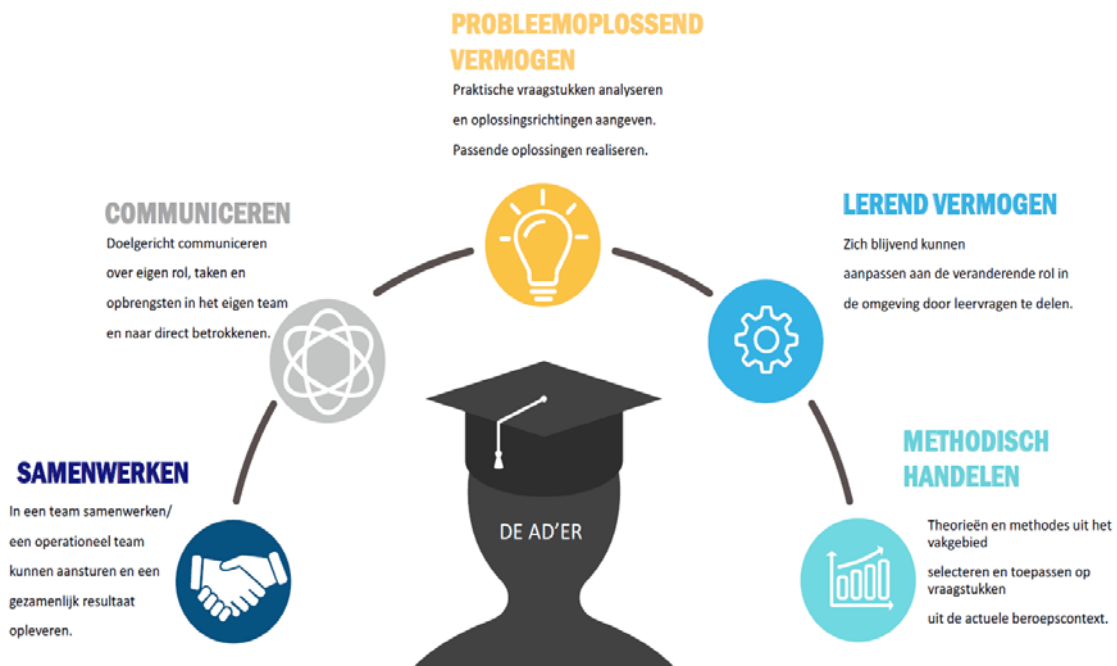 PROBLEEMOPLOSSEND
VERMOGEN
Praktische vraagstukken analyseren
en oplossingsrichtingen aangeven.
Passende oplossingen realiseren.
COMMUNICEREN
Doelgericht communiceren
over eigen rol, taken en
opbrengsten in het eigen team
en naar direct betrokkenen.
LEREND VERMOGEN
Zich blijvend kunnen
aanpassen aan de veranderende rol in
de omgeving door leervragen te delen.
SAMENWERKEN
In een team samenwerken/
een operationeel team
kunnen aansturen en een
gezamenlijk resultaat
opleveren.
DE AD'ER
METHODISCH
HANDELEN
Theorieën en methodes uit het
vakgebied
selecteren en toepassen op
vraagstukken
uit de actuele beroepscontext.